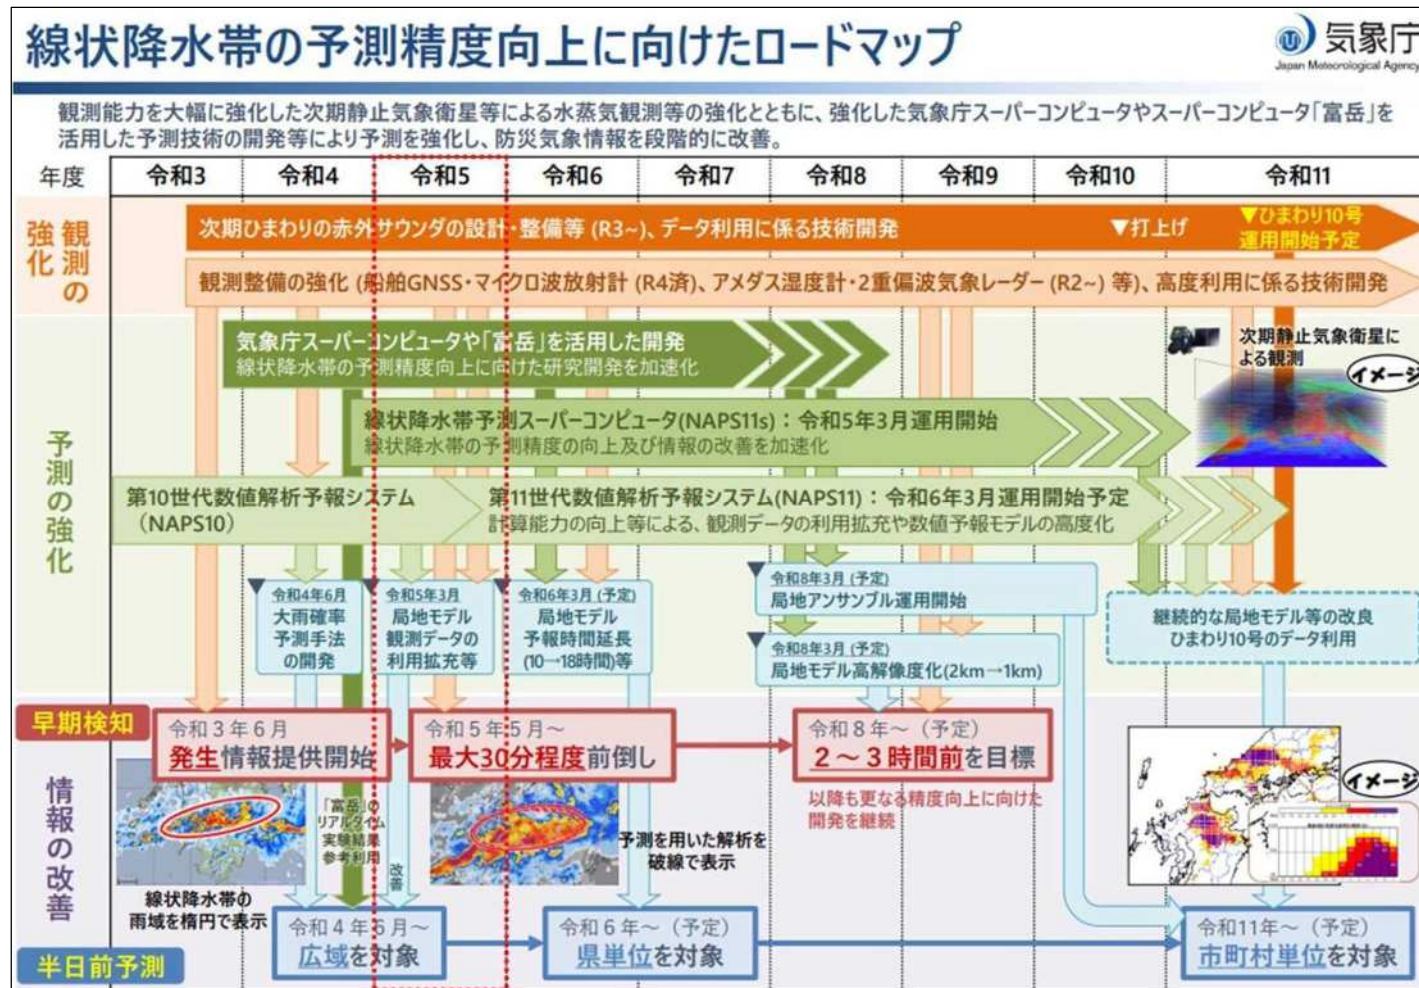 線状降水帯の予測精度向上に向けたロードマップ
気象庁
Japan Meteorological Agency
観測能力を大幅に強化した次期静止気象衛星等による水蒸気観測等の強化とともに、強化した気象庁スーパーコンピュータやスーパーコンピュータ「富岳」を
活用した予測技術の開発等により予測を強化し、防災気象情報を段階的に改善。
年度 令和3 令和4 令和5 令和6 令和7 令和8 令和9 令和10 令和11
観測の
強化
次期ひまわりの赤外サウンダの設計・整備等 (R3~)、データ利用に係る技術開発
▼打上げ
▼ひまわり10号
運用開始予定
観測整備の強化 (船舶GNSS・マイクロ波放射計 (R4済)、アメダス湿度計・2重偏波気象レーダー (R2~) 等)、高度利用に係る技術開発
予測の強化
気象庁スーパーコンピュータや「富岳」を活用した開発
線状降水帯の予測精度向上に向けた研究開発を加速化
次期静止気象衛星に
よる観測
イメージ
線状降水帯予測スーパーコンピュータ(NAPS11s)：令和5年3月運用開始
線状降水帯の予測精度の向上及び情報の改善を加速化
第10世代数値解析予報システム
（NAPS10）
第11世代数値解析予報システム(NAPS11)：令和6年3月運用開始予定
計算能力の向上等による、観測データの利用拡充や数値予報モデルの高度化
令和4年6月
大雨確率
予測手法
の開発
令和5年3月
局地モデル
観測データの
利用拡充等
令和6年3月 (予定)
局地モデル
予報時間延長
(10→18時間)等
令和8年3月 (予定)
局地アンサンブル運用開始
令和8年3月 (予定)
局地モデル高解像度化(2km→1km)
継続的な局地モデル等の改良
ひまわり10号のデータ利用
早期検知
情報の改善
令和３年６月
発生情報提供開始
令和５年５月～
最大30分程度前倒し
令和８年～（予定）
２～３時間前を目標
以降も更なる精度向上に向けた
開発を継続
「富岳」の
リアルタイム
実験結果
参考利用
改善
予測を用いた解析を
破線で表示
線状降水帯の
雨域を楕円で表示
イメージ
半日前予測
令和４年６月～
広域を対象
令和６年～（予定）
県単位を対象
令和11年～（予定）
市町村単位を対象